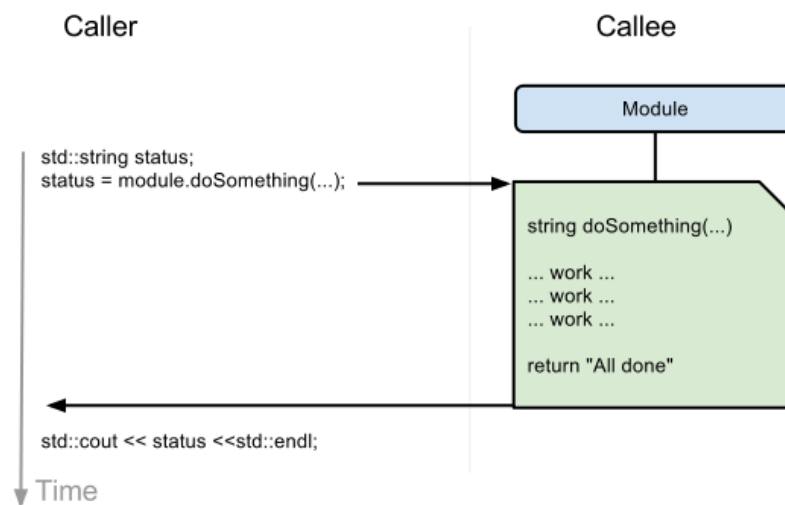 Caller
Callee
Module
std::string status;
status = module.doSomething(...);
string doSomething(...)
... work ...
... work ...
... work ...
return "All done"
std::cout << status <<std::endl;
Time